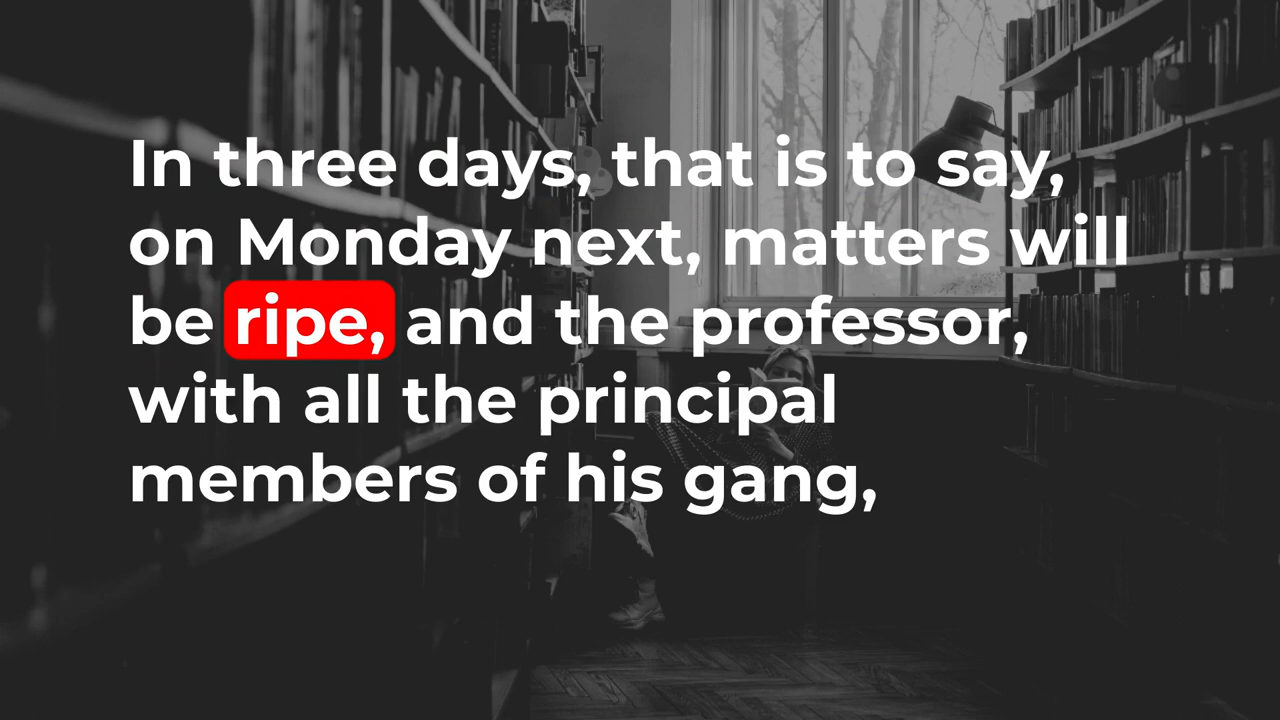 In three days, that is to say,
on Monday next, matters will
be ripe, and the professor,
with all the principal
members of his gang,